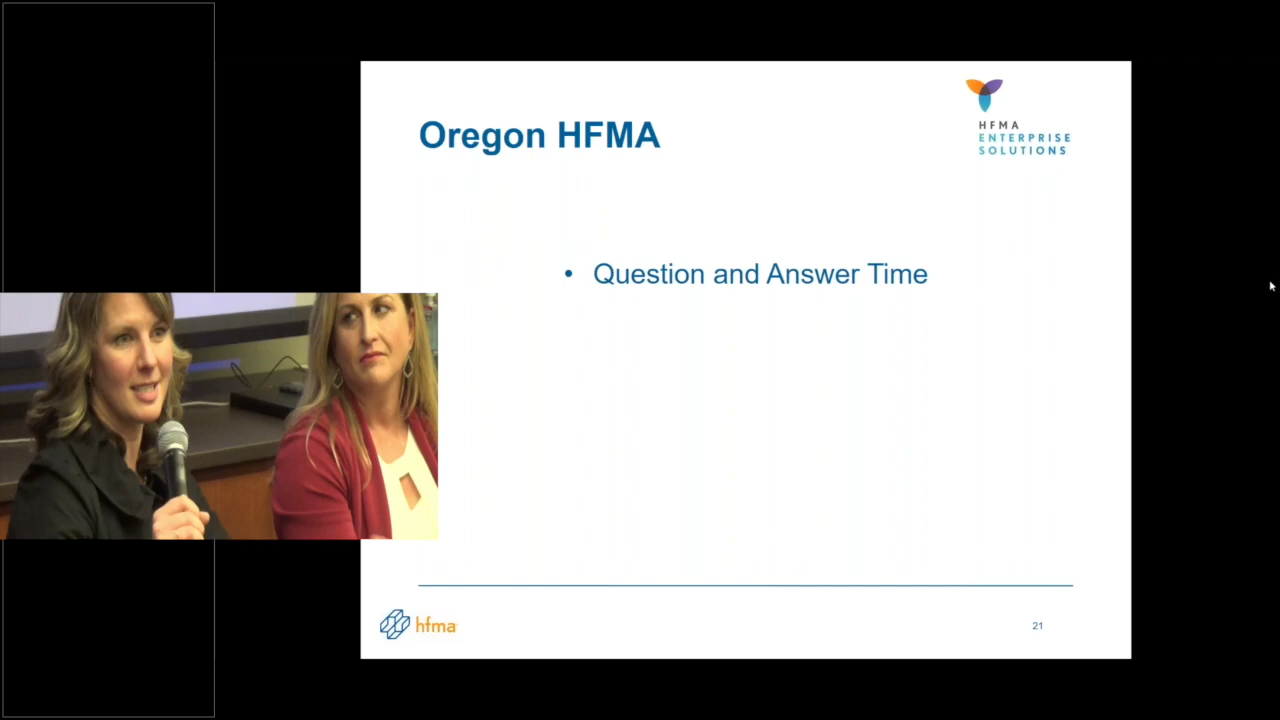 Oregon HFMA
HFMA
ENTERPRISE
SOLUTIONS
• Question and Answer Time
hfma
21